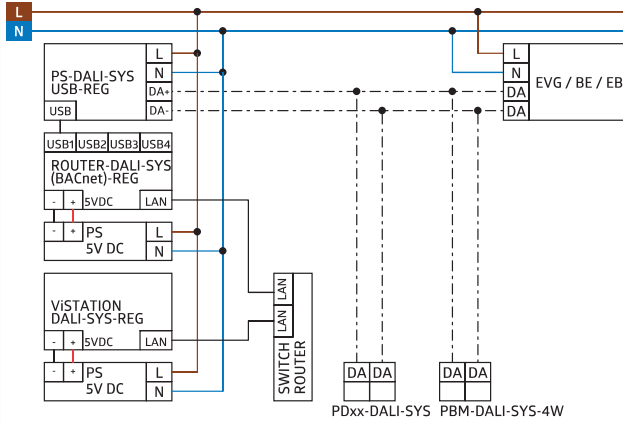 L
N
PS-DALI-SYS
USB-REG
L
N
DA+
DA-
USB
L
N
DA
DA
EVG / BE / EB
USB1 USB2 USB3 USB4
ROUTER-DALI-SYS
(BACnet)-REG
- + 5VDC
LAN
- + PS
5V DC
L
N
ViSTATION
DALI-SYS-REG
- + 5VDC
LAN
- + PS
5V DC
L
N
LAN
LAN
SWITCH
ROUTER
DA DA
PDxx-DALI-SYS
DA DA
PBM-DALI-SYS-4W